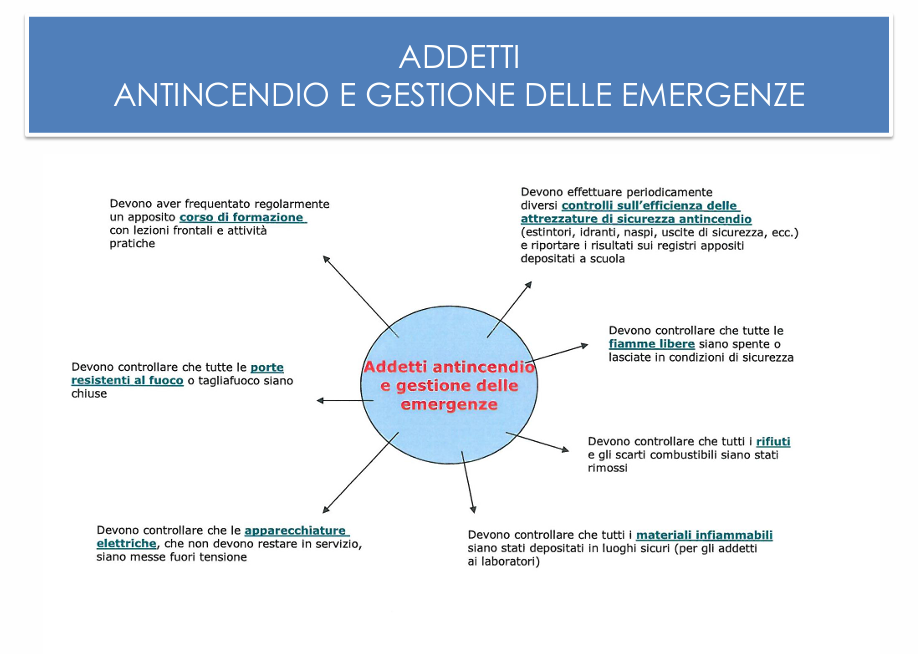 ADDETTI
ANTINCENDIO E GESTIONE DELLE EMERGENZE
Devono aver frequentato regolarmente
un apposito corso di formazione
con lezioni frontali e attività
pratiche
Devono effettuare periodicamente
diversi controlli sull'efficienza delle
attrezzature di sicurezza antincendio
(estintori, idranti, naspi, uscite di sicurezza, ecc.)
e riportare i risultati sui registri appositi
depositati a scuola
Devono controllare che tutte le
fiamme libere siano spente o
lasciate in condizioni di sicurezza
Devono controllare che tutte le porte
resistenti al fuoco o tagliafuoco siano
chiuse
Addetti antincendio
e gestione delle
emergenze
Devono controllare che tutti i rifiuti
e gli scarti combustibili siano stati
rimossi
Devono controllare che le apparecchiature
elettriche, che non devono restare in servizio,
siano messe fuori tensione
Devono controllare che tutti i materiali infiammabili
siano stati depositati in luoghi sicuri (per gli addetti
ai laboratori)